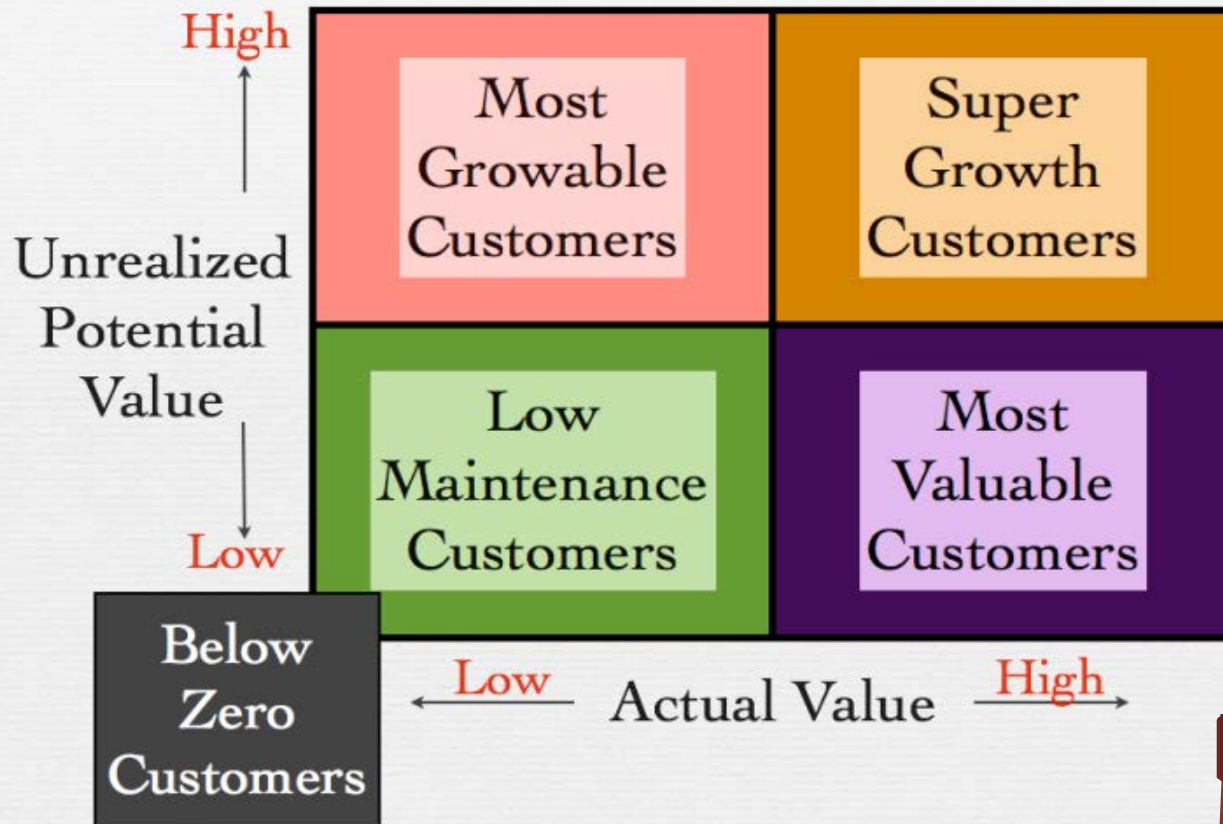 High
Unrealized
Potential
Value
Low
Most
Growable
Customers
Super
Growth
Customers
Low
Maintenance
Customers
Most
Valuable
Customers
Below
Zero
Customers
Low
Actual Value
High